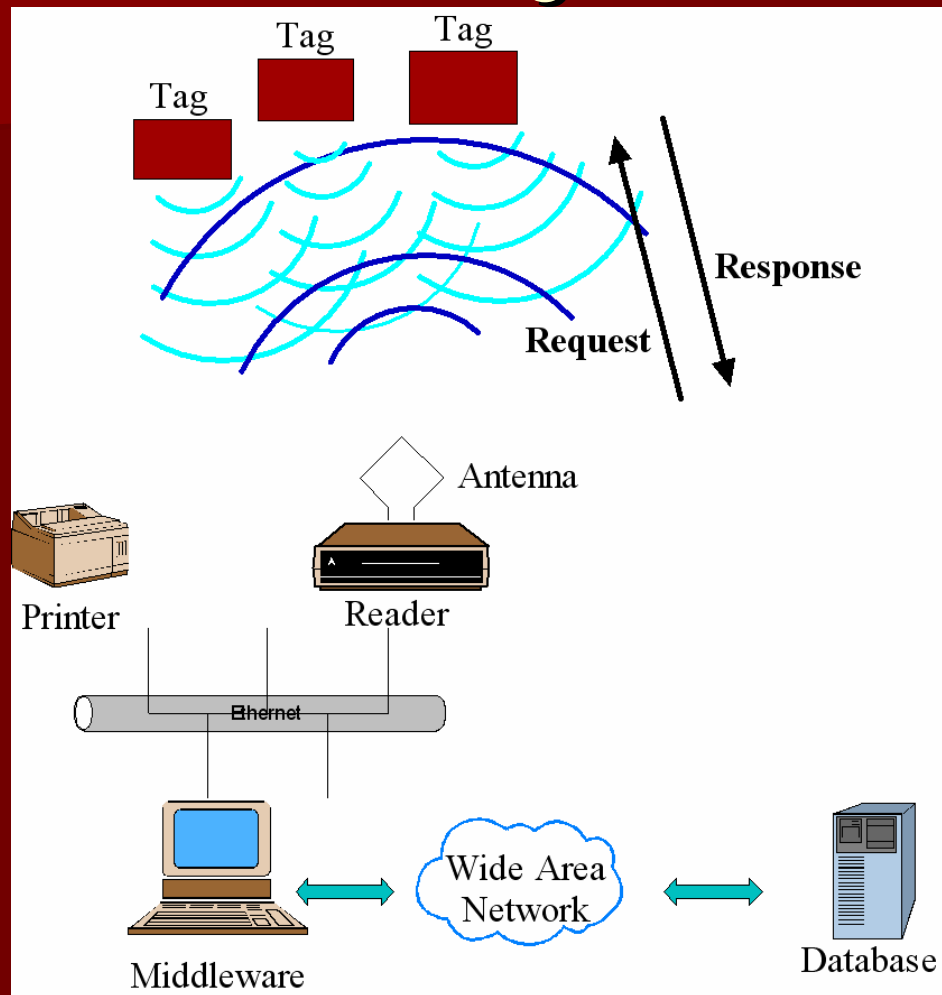 Tag
Tag
Tag
Response
Request
Antenna
Printer
Reader
Ethernet
Wide Area
Network
Middleware
Database